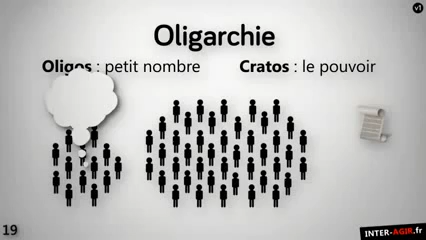 v1
Oligarchie
Oligos : petit nombre
Cratos : le pouvoir
19
INTER-AGIR.fr